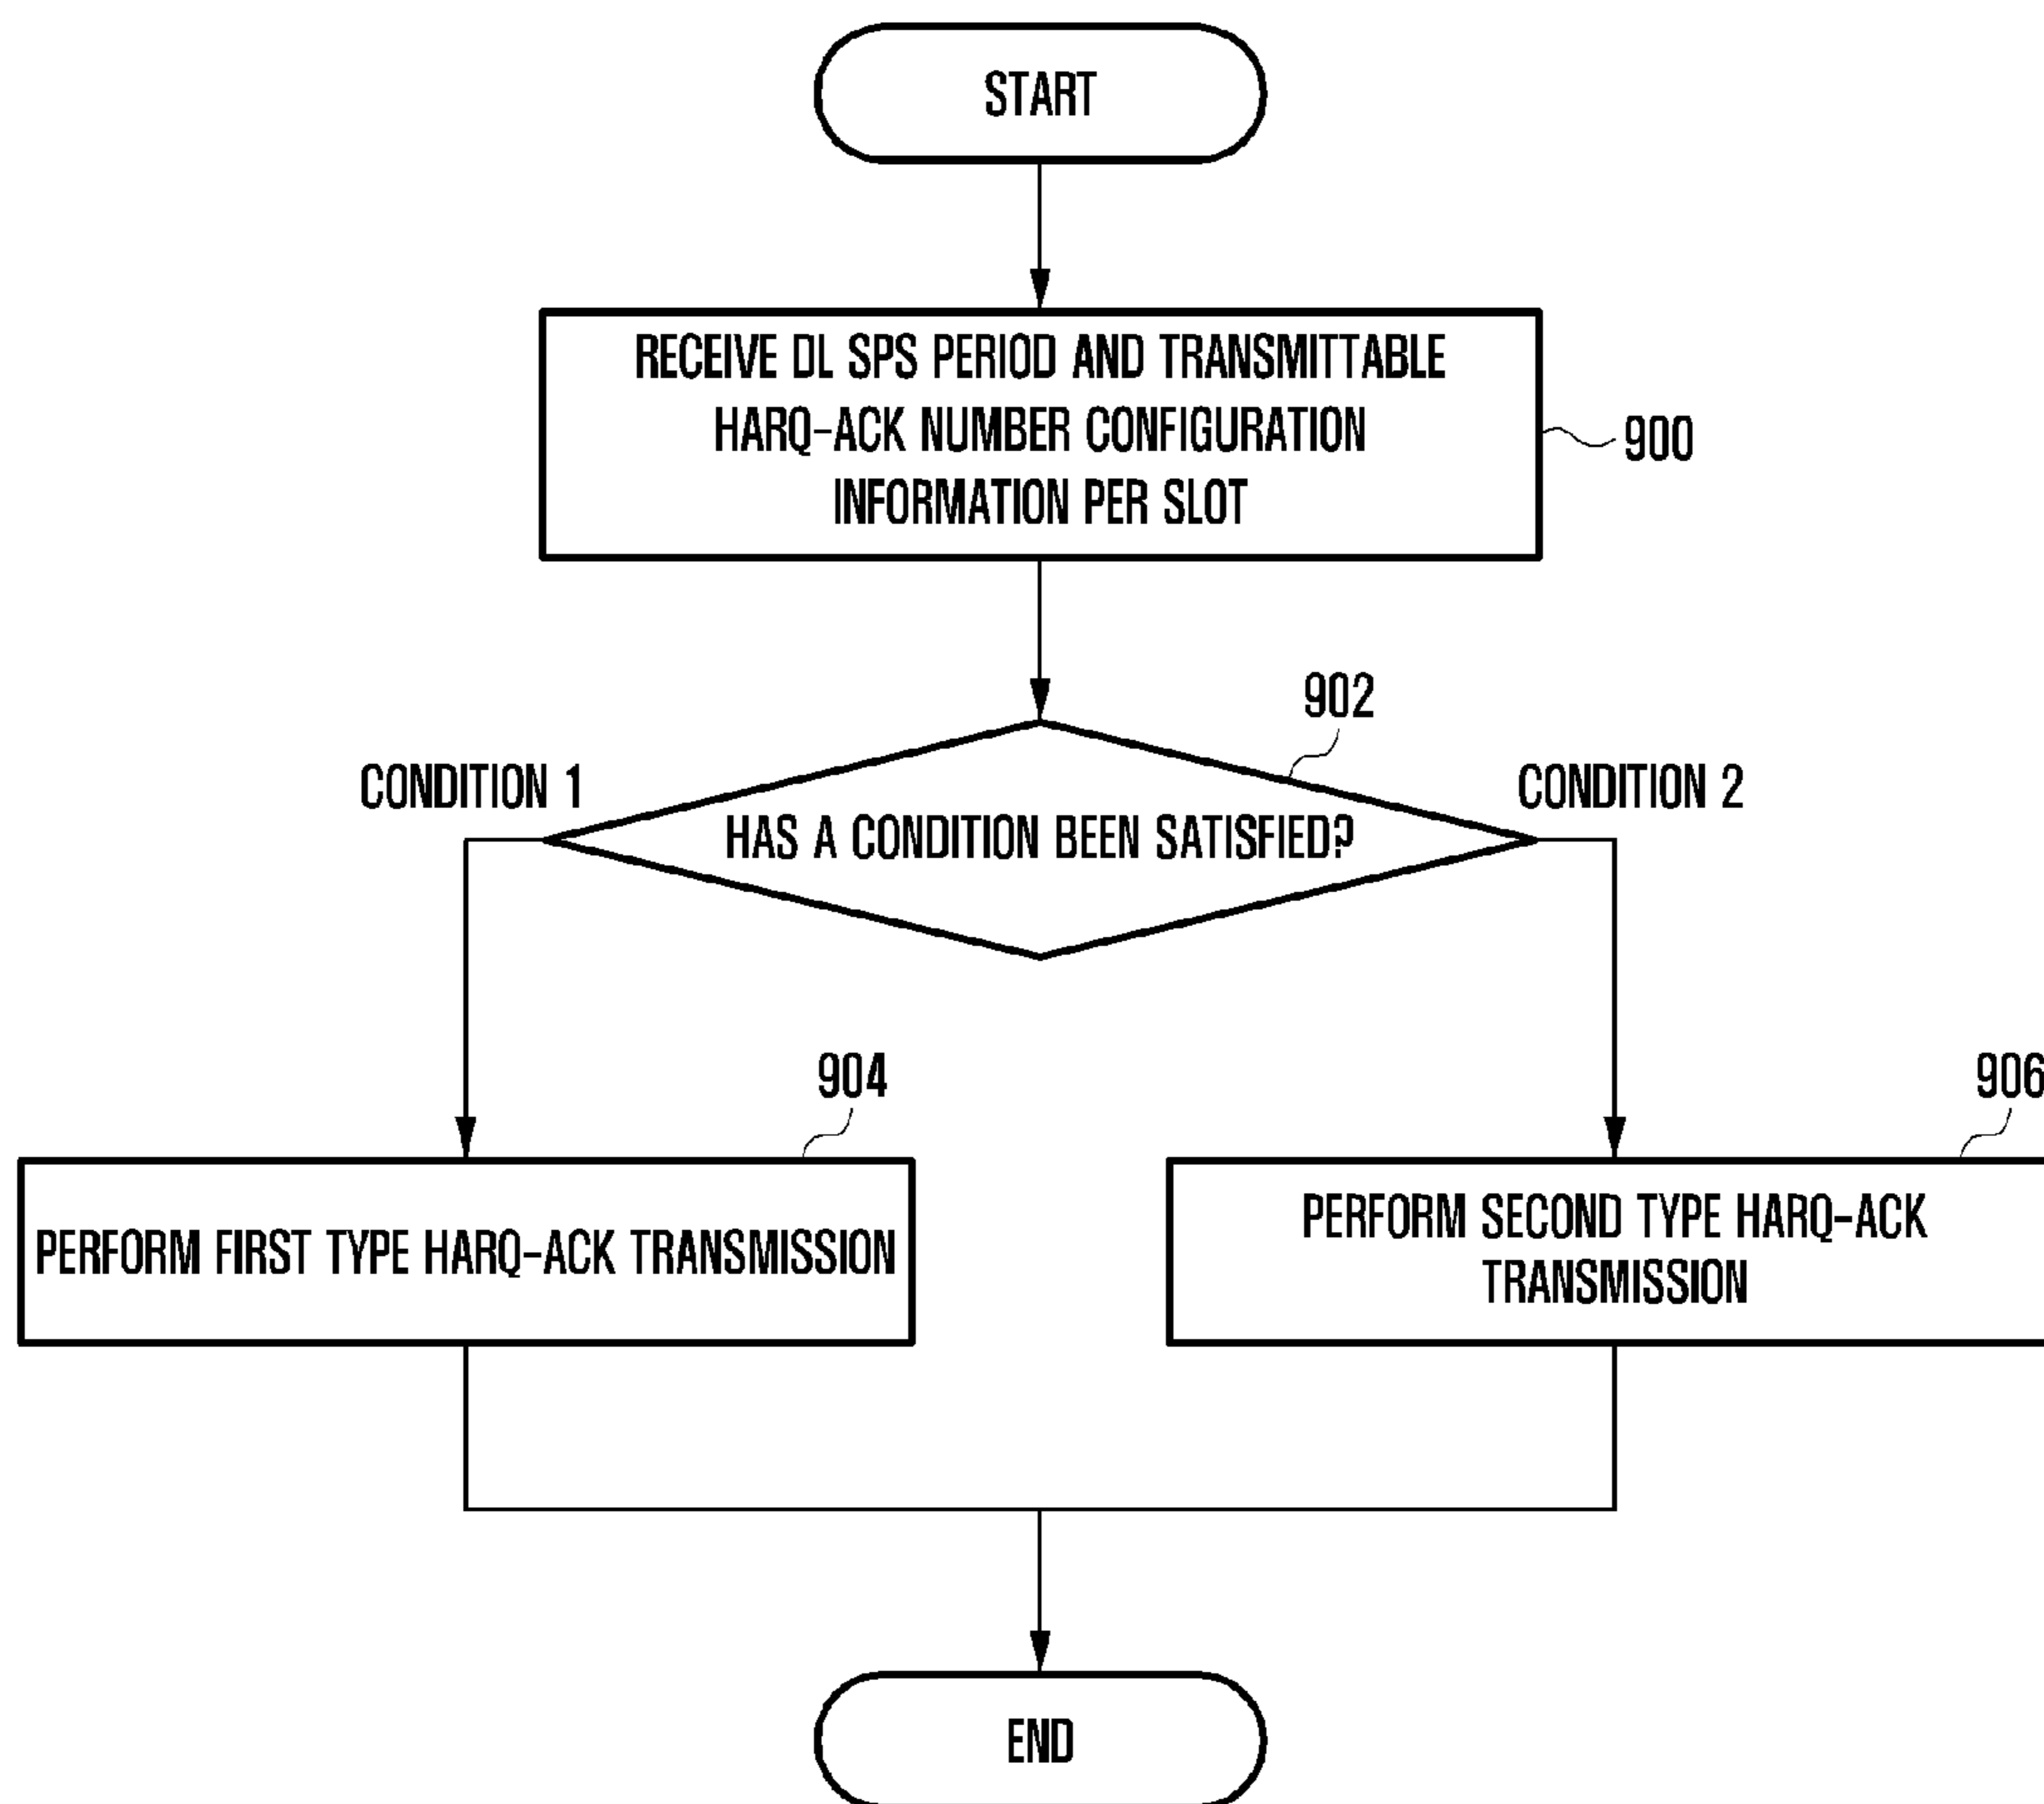 START
RECEIVE DL SPS PERIOD AND TRANSMITTABLE
HARQ-ACK NUMBER CONFIGURATION
INFORMATION PER SLOT
900
902
CONDITION 1
CONDITION 2
HAS A CONDITION BEEN SATISFIED?
904
906
PERFORM FIRST TYPE HARQ-ACK TRANSMISSION
PERFORM SECOND TYPE HARQ-ACK
TRANSMISSION
END